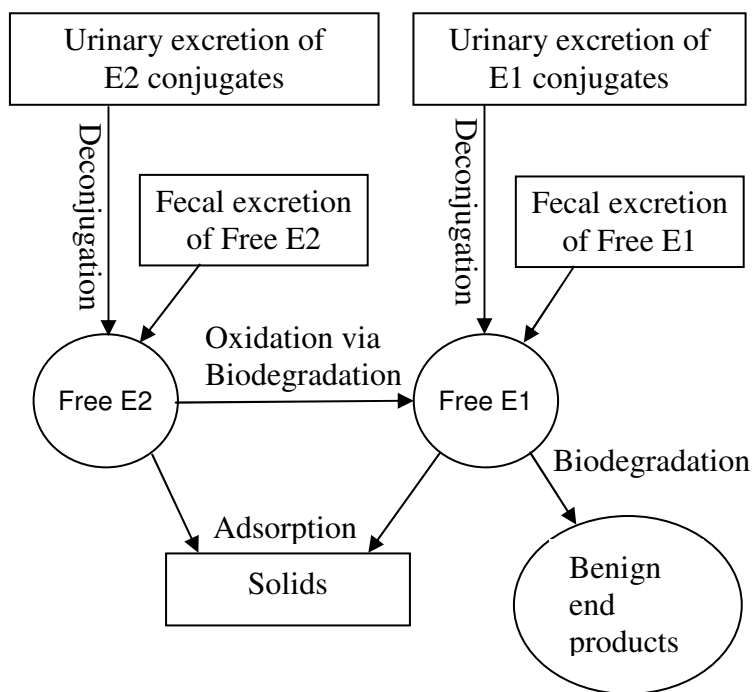 Urinary excretion of
E2 conjugates
Urinary excretion of
E1 conjugates
Deconjugation
Deconjugation
Fecal excretion
of Free E2
Fecal excretion
of Free E1
Oxidation via
Biodegradation
Free E2
Free E1
Biodegradation
Adsorption
Solids
Benign
end
products